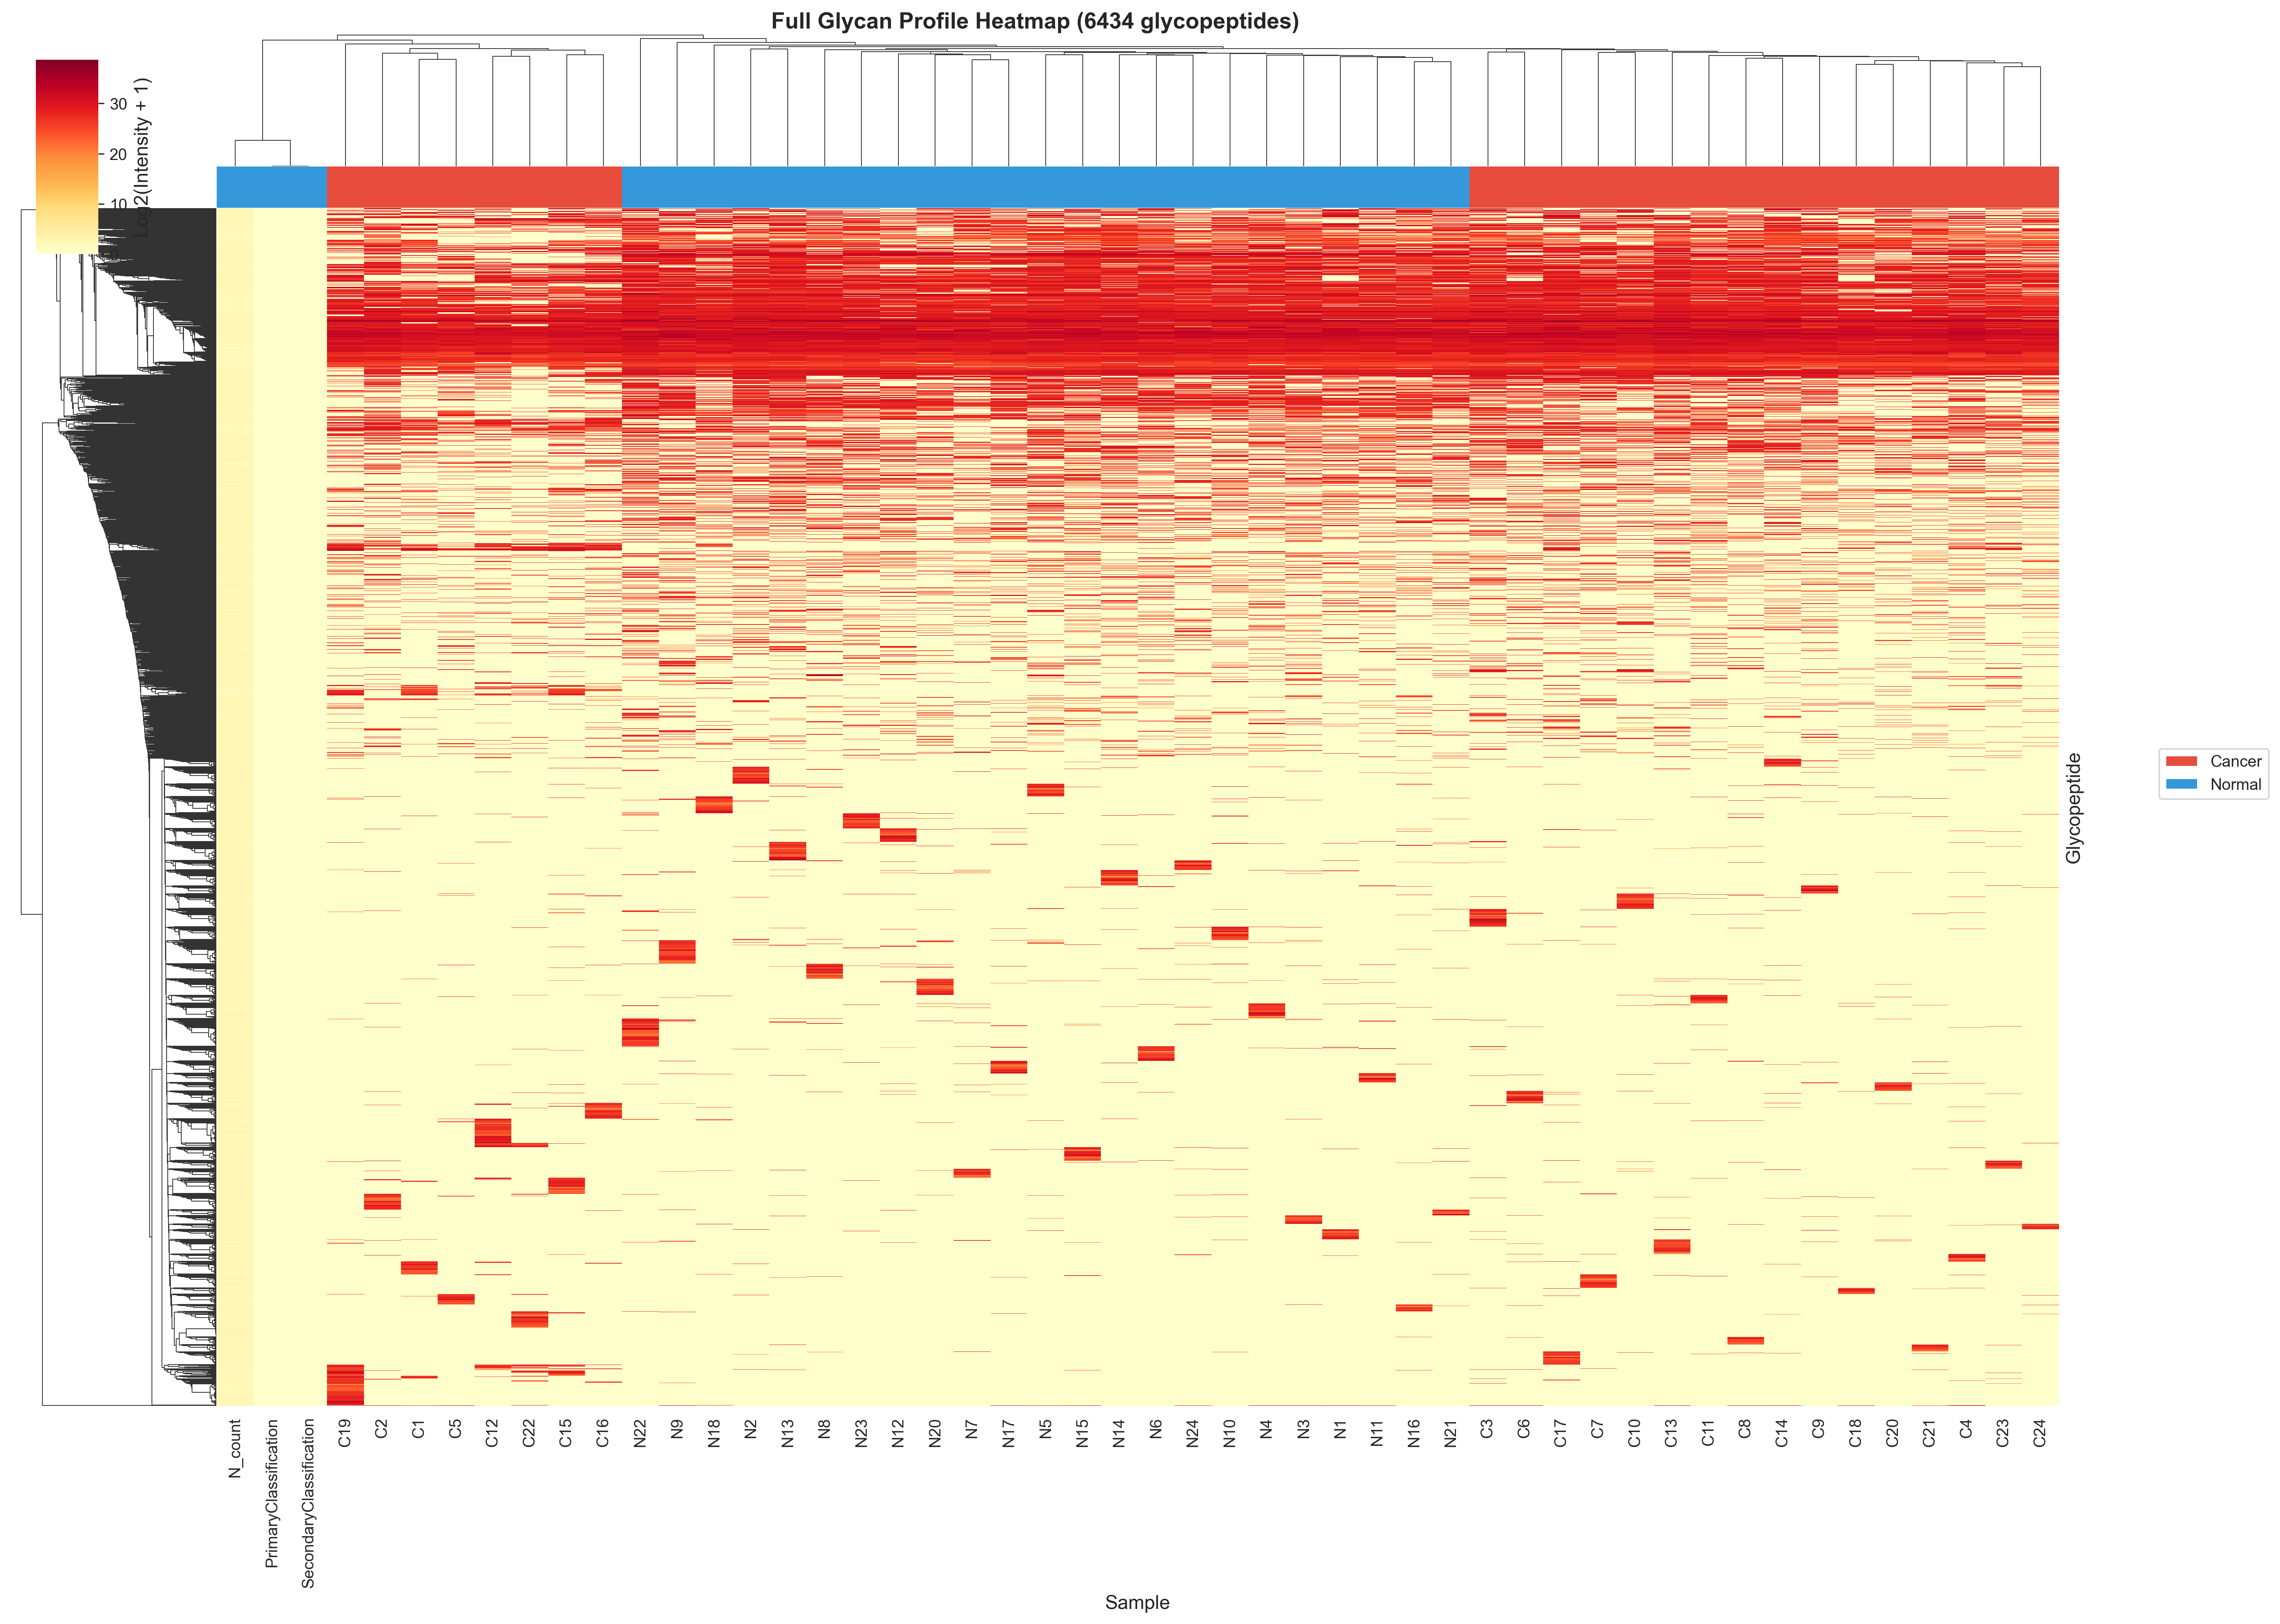 Full Glycan Profile Heatmap (6434 glycopeptides)
30
20
10
Log2(Intensity + 1)
Cancer
Normal
Glycopeptide
N_count
PrimaryClassification
SecondaryClassification
C19
C2
C1
C5
C12
C22
C15
C16
N22
N9
N18
N2
N13
N8
N23
N12
N20
N7
N17
N5
N15
N14
N6
N24
N10
N4
N3
N1
N11
N16
N21
C3
C6
C17
C7
C10
C13
C11
C8
C14
C9
C18
C20
C21
C4
C23
C24
Sample